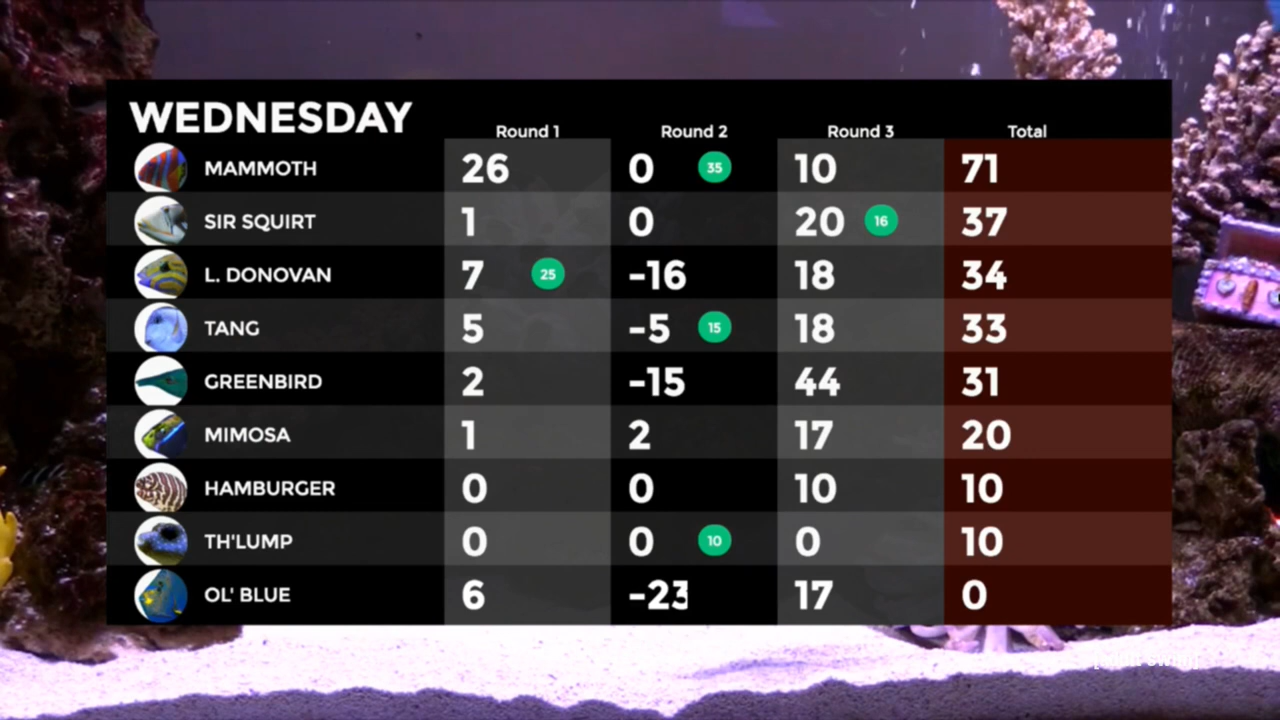 WEDNESDAY Round 1 Round 2 Round 3 Total
MAMMOTH 26 0 35 10 71
SIR SQUIRT 1 0 20 16 37
L. DONOVAN 7 25 -16 18 34
TANG 5 -5 15 18 33
GREENBIRD 2 -15 44 31
MIMOSA 1 2 17 20
HAMBURGER 0 0 10 10
TH'LUMP 0 0 10 0 10
OL' BLUE 6 -23 17 0